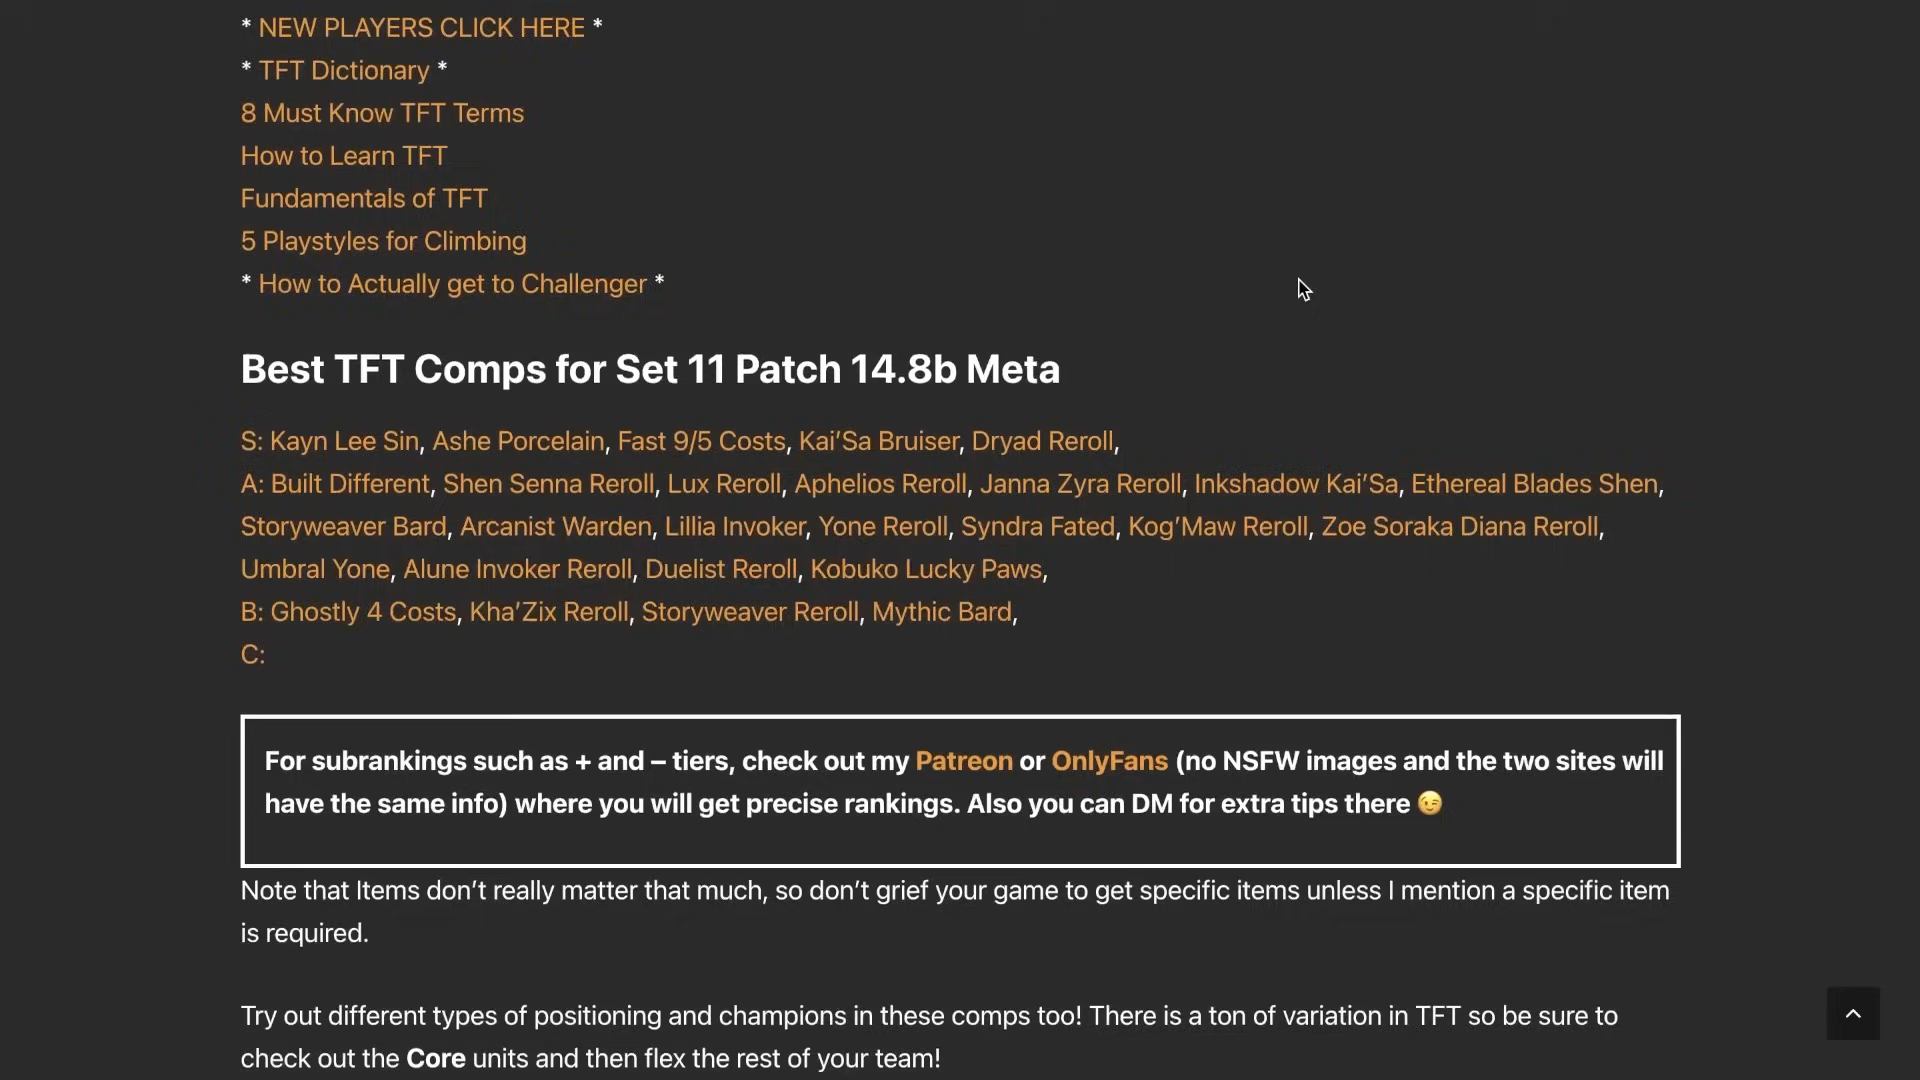 * NEW PLAYERS CLICK HERE *
* TFT Dictionary *
8 Must Know TFT Terms
How to Learn TFT
Fundamentals of TFT
5 Playstyles for Climbing
* How to Actually get to Challenger *
Best TFT Comps for Set 11 Patch 14.8b Meta
S: Kayn Lee Sin, Ashe Porcelain, Fast 9/5 Costs, Kai’Sa Bruiser, Dryad Reroll,
A: Built Different, Shen Senna Reroll, Lux Reroll, Aphelios Reroll, Janna Zyra Reroll, Inkshadow Kai’Sa, Ethereal Blades Shen,
Storyweaver Bard, Arcanist Warden, Lillia Invoker, Yone Reroll, Syndra Fated, Kog’Maw Reroll, Zoe Soraka Diana Reroll,
Umbral Yone, Alune Invoker Reroll, Duelist Reroll, Kobuko Lucky Paws,
B: Ghostly 4 Costs, Kha’Zix Reroll, Storyweaver Reroll, Mythic Bard,
C:
For subrankings such as + and – tiers, check out my Patreon or OnlyFans (no NSFW images and the two sites will
have the same info) where you will get precise rankings. Also you can DM for extra tips there 😉
Note that Items don’t really matter that much, so don’t grief your game to get specific items unless I mention a specific item
is required.
Try out different types of positioning and champions in these comps too! There is a ton of variation in TFT so be sure to
check out the Core units and then flex the rest of your team!